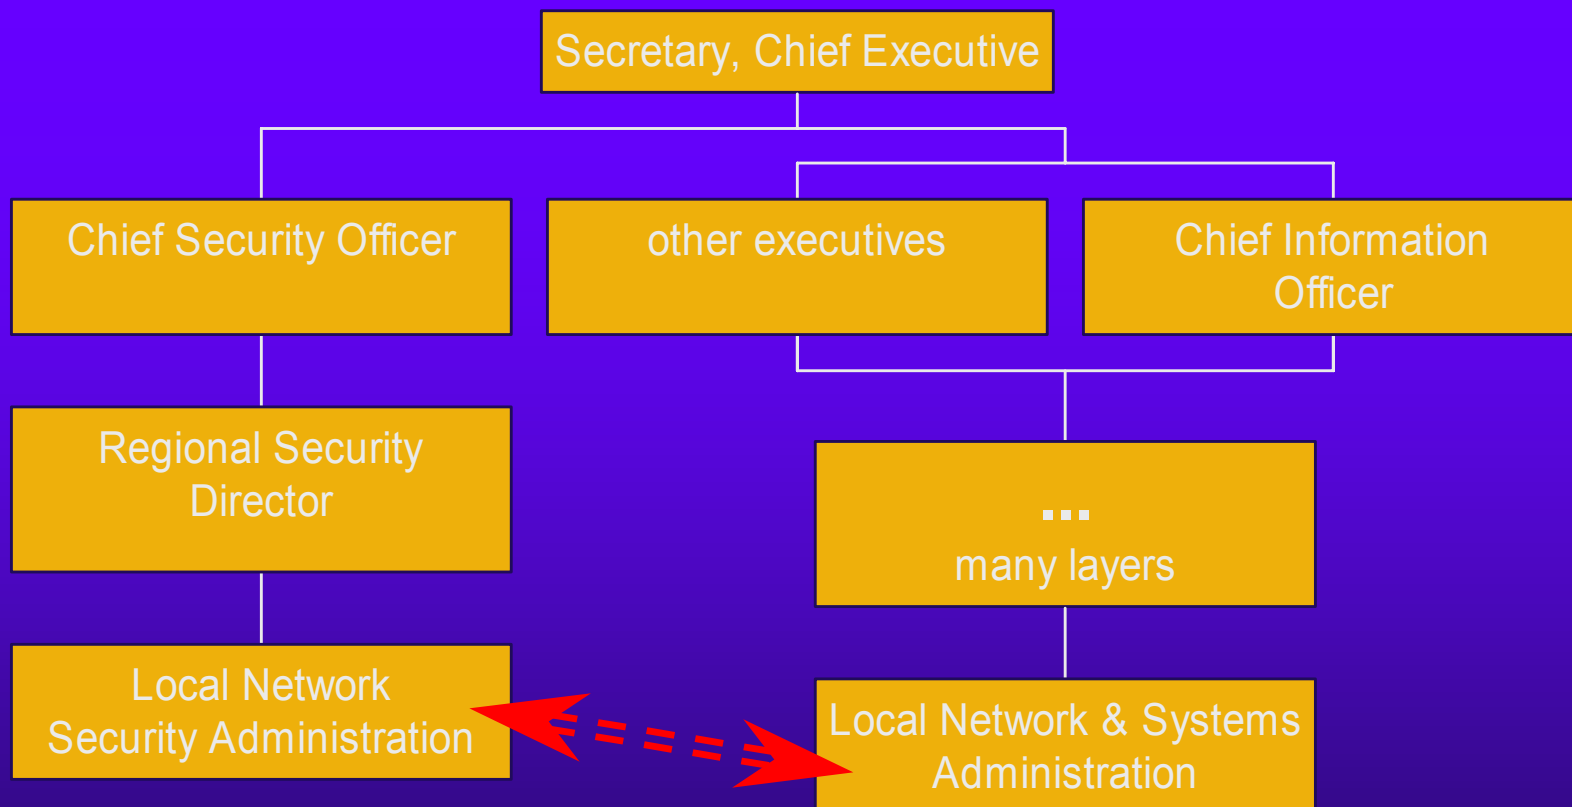 Secretary, Chief Executive
Chief Security Officer
other executives
Chief Information
Officer
Regional Security
Director
...
many layers
Local Network
Security Administration
Local Network & Systems
Administration